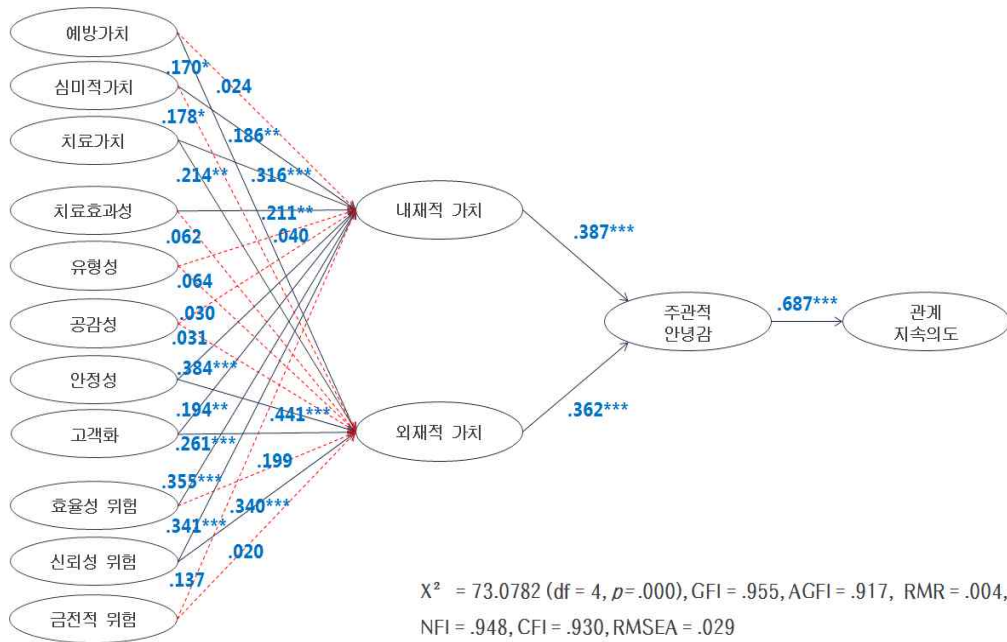 예방가치
.170*
.024
심미적가치
.178*
.186**
치료가치
.214**
.316***
치료효과성
.211**
내재적 가치
.062
.040
.387***
유형성
.064
공감성
.030
.031
주관적
안녕감
.687***
관계
지속의도
안정성
.384***
.194**
.441***
.362***
고객화
.261***
외재적 가치
.199
.355***
효율성 위험
.340***
.341***
신뢰성 위험
.020
.137
금전적 위험
X² = 73.0782 (df = 4, p=.000), GFI = .955, AGFI = .917, RMR = .004,
NFI = .948, CFI = .930, RMSEA = .029